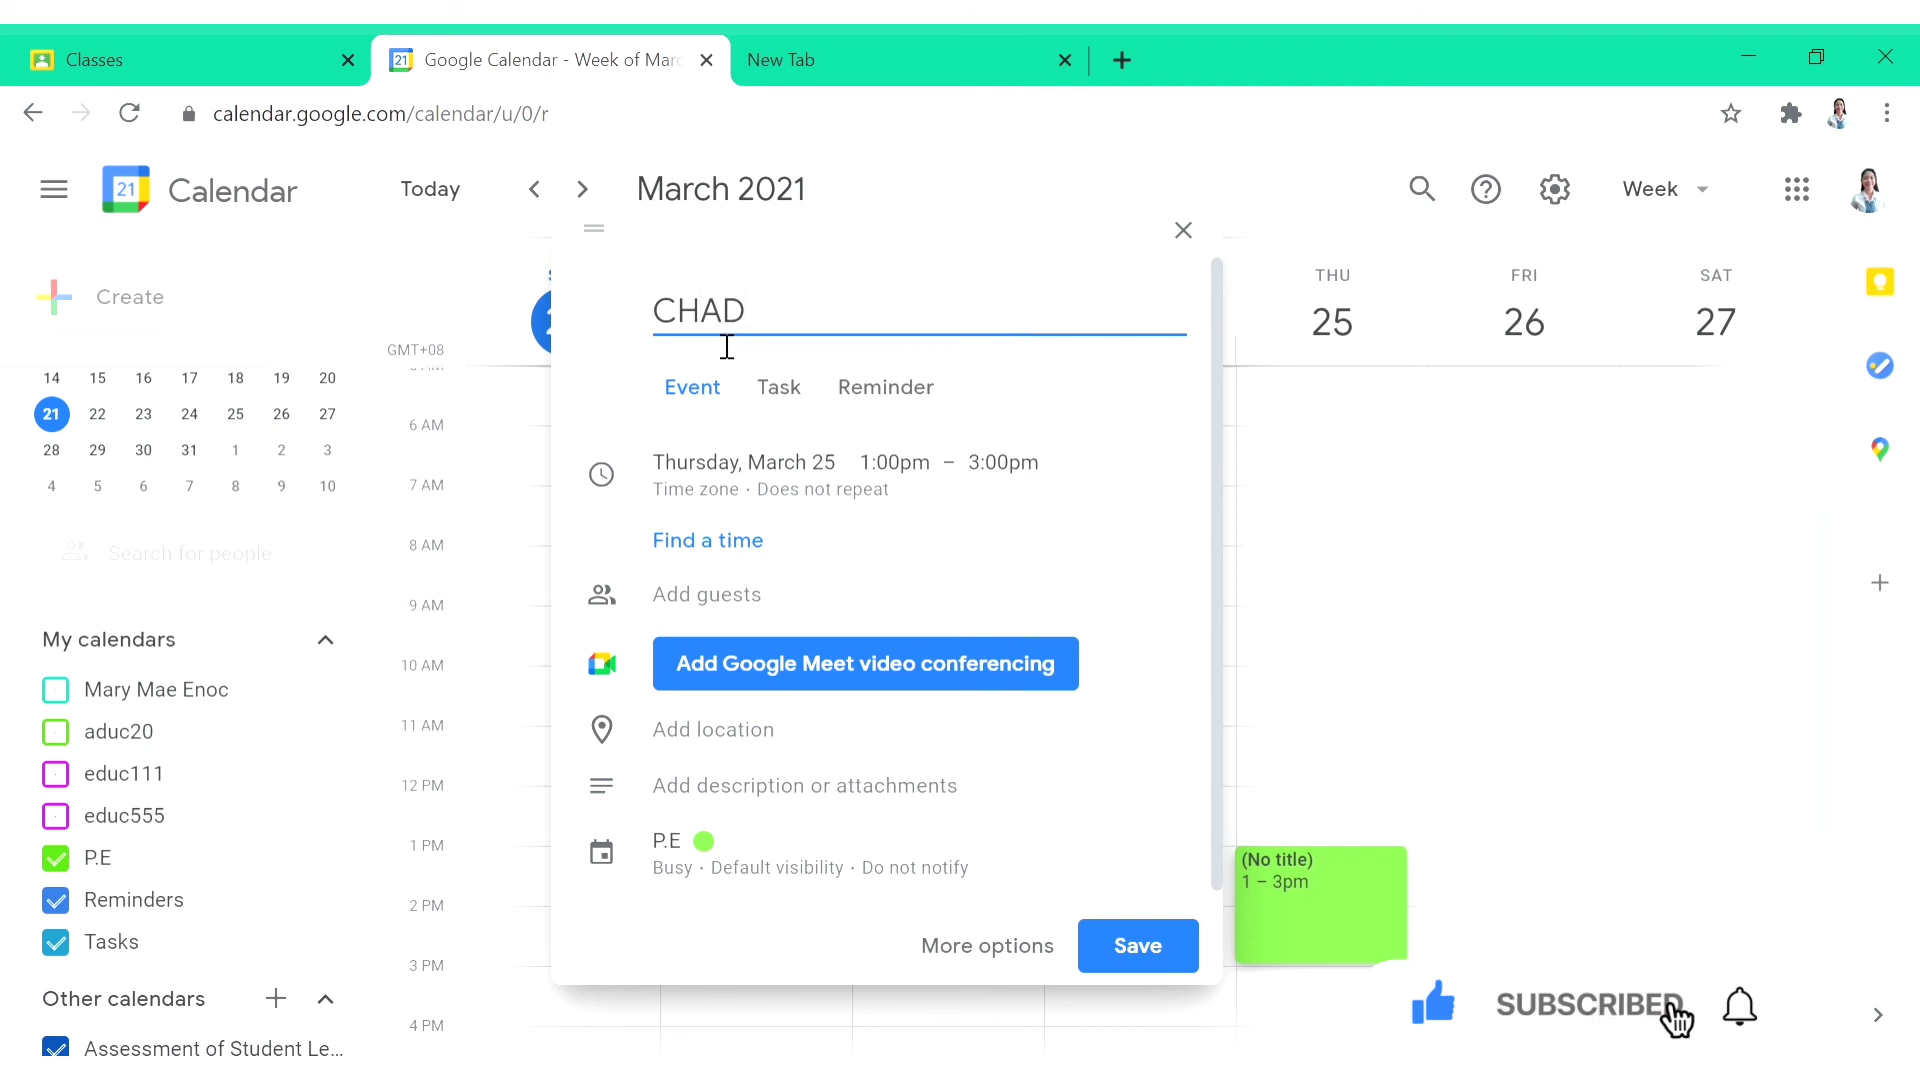 Classes
Google Calendar - Week of Marc
New Tab
calendar.google.com/calendar/u/0/r
21 Calendar
Today
March 2021
Week
Create
CHAD
THU FRI SAT
25 26 27
GMT+08
14 15 16 17 18 19 20
21 22 23 24 25 26 27
28 29 30 31 1 2 3
4 5 6 7 8 9 10
Event Task Reminder
6 AM
Thursday, March 25 1:00pm – 3:00pm
Time zone · Does not repeat
7 AM
Find a time
8 AM
Search for people
Add guests
9 AM
My calendars
Add Google Meet video conferencing
10 AM
Mary Mae Enoc
aduc20
Add location
11 AM
educ111
Add description or attachments
12 PM
educ555
P.E
P.E
Busy · Default visibility · Do not notify
1 PM
(No title)
1 – 3pm
Reminders
2 PM
Tasks
More options
Save
3 PM
Other calendars
SUBSCRIBED
4 PM
Assessment of Student Le...